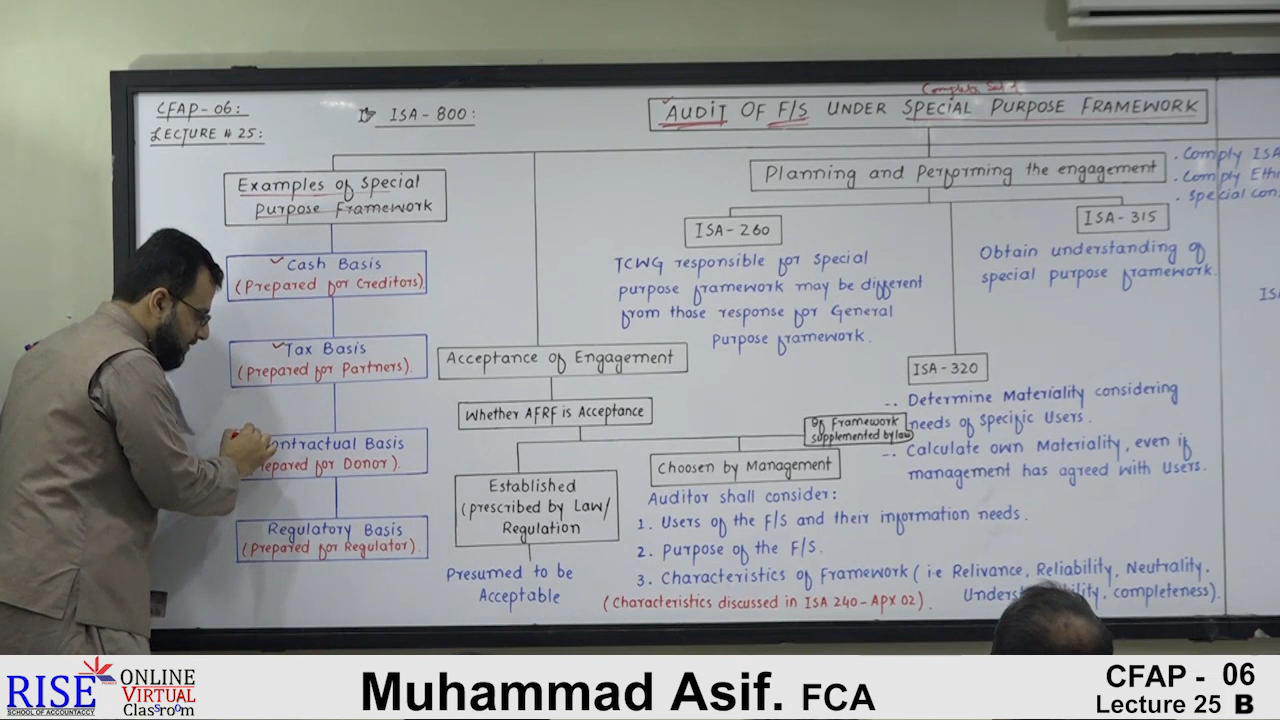 CFAP-06:
LECTURE # 25:
ISA-800:
Complete Set of
AUDIT OF F/S UNDER SPECIAL PURPOSE FRAMEWORK
Examples of Special
Purpose Framework
Cash Basis
(Prepared for Creditors)
Tax Basis
(Prepared for Partners).
ontractual Basis
epared for Donor).
Regulatory Basis
(Prepared for Regulator).
Acceptance of Engagement
Whether AFRF is Acceptance
Established
(prescribed by Law/
Regulation
Presumed to be
Acceptable
Choosen by Management
Auditor shall consider:
1. Users of the F/S and their information needs.
2. Purpose of the F/S.
3. Characteristics of Framework (i.e Relivance, Reliability, Neutrality.
completeness).
(Characteristics discussed in ISA 240-Apx 02).
Framework
supplemented by law
Planning and Performing the engagement
. Comply ISA
. Comply Ethi
. Special con.
ISA-260
TCWG responsible for special
purpose framework may be different
from those response for General
Purpose framework.
ISA-315
Obtain understanding of
special purpose framework.
IS
ISA-320
-- Determine Materiality considering
needs of Specific Users.
-- Calculate own Materiality, even if
management has agreed with Users.
RISE
SCHOOL OF ACCOUNTANCY
ONLINE
VIRTUAL
Classroom
Muhammad Asif. FCA
CFAP - 06
Lecture 25 B